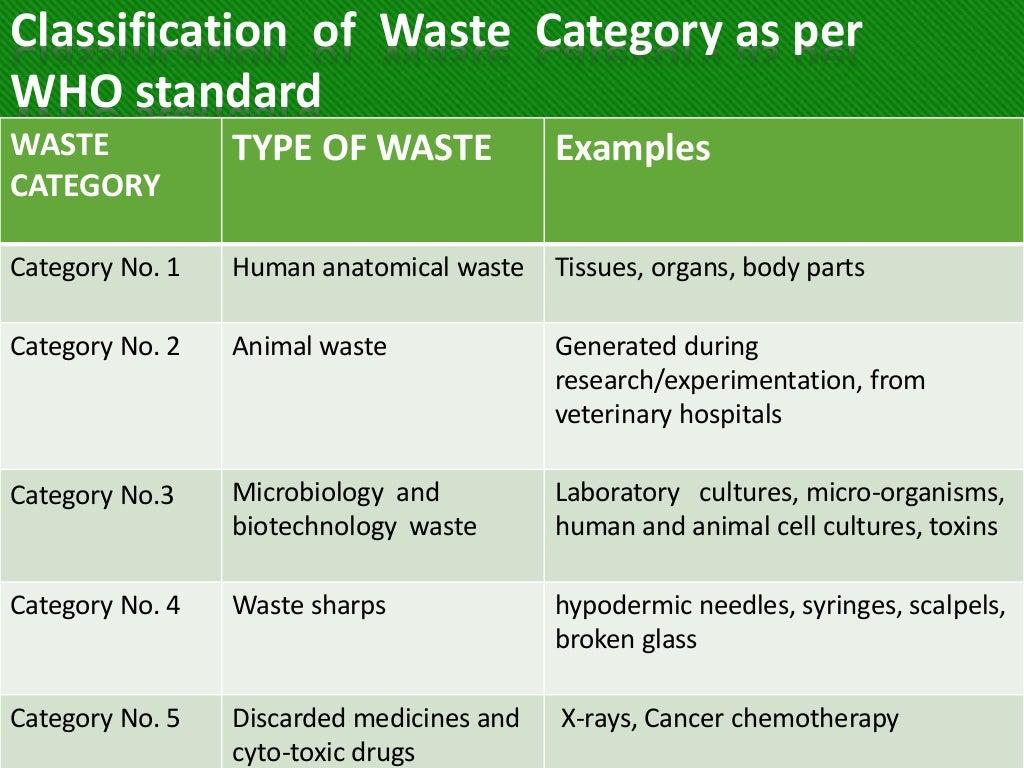 Classification of Waste Category as per
WHO standard
WASTE
CATEGORY
TYPE OF WASTE
Examples
Category No. 1
Human anatomical waste
Tissues, organs, body parts
Category No. 2
Animal waste
Generated during
research/experimentation, from
veterinary hospitals
Category No.3
Microbiology and
biotechnology waste
Laboratory cultures, micro-organisms,
human and animal cell cultures, toxins
Category No. 4
Waste sharps
hypodermic needles, syringes, scalpels,
broken glass
Category No. 5
Discarded medicines and
cyto-toxic drugs
X-rays, Cancer chemotherapy